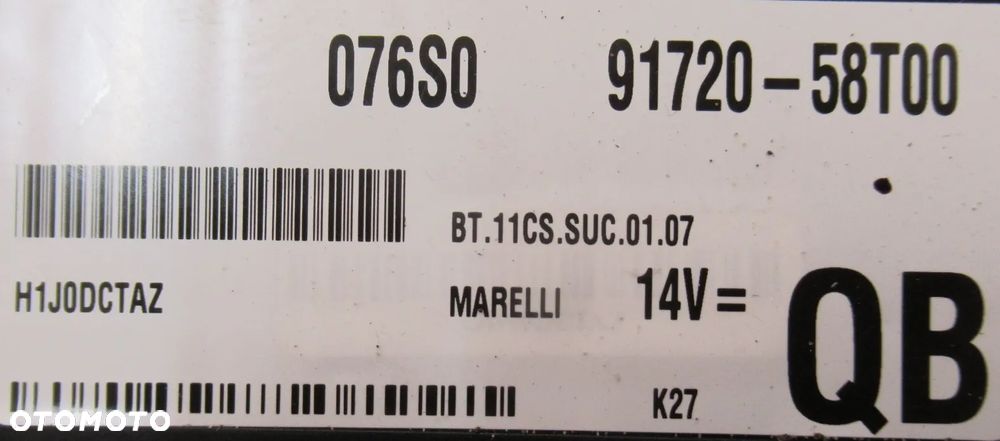 076S0 91720-58T00
BT.11CS.SUC.01.07
H1J0DCTAZ MARELLI 14V= QB
K27
OTOMOTO